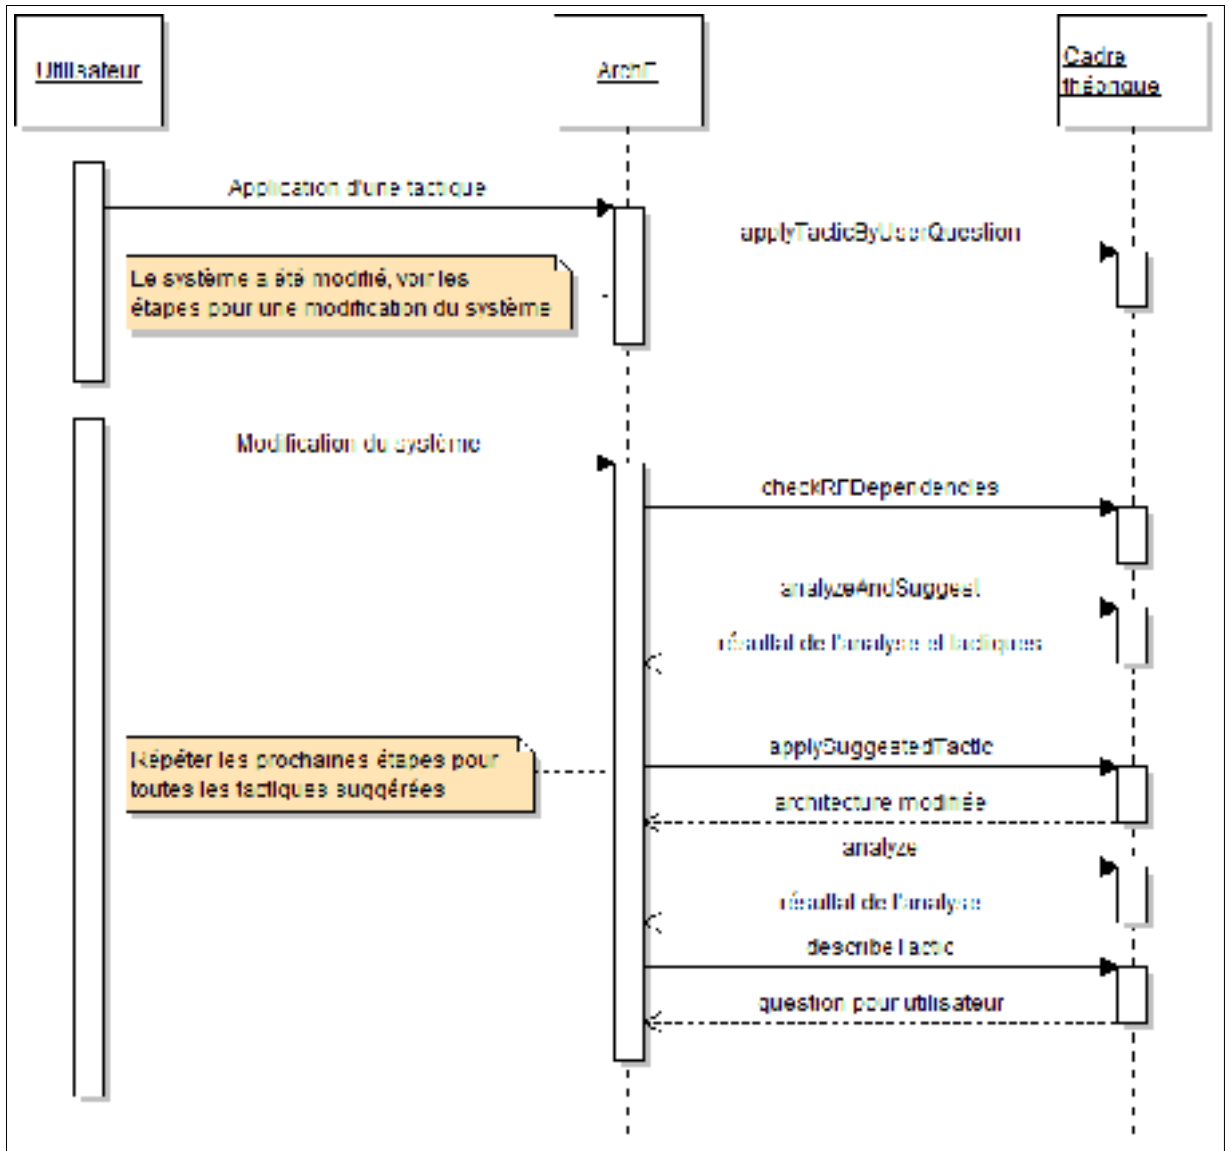 Utilisateur
ArchE
Cadre
théorique
Application d'une tactique
applyTacticByUserQuestion
Le système a été modifié, voir les
étapes pour une modification du système
Modification du système
checkRFDependencies
analyzeAndSuggest
résultat de l'analyse et tactiques
Répéter les prochaines étapes pour
toutes les tactiques suggérées
applySuggestedTactic
architecture modifiée
analyze
résultat de l'analyse
describeTactic
question pour utilisateur